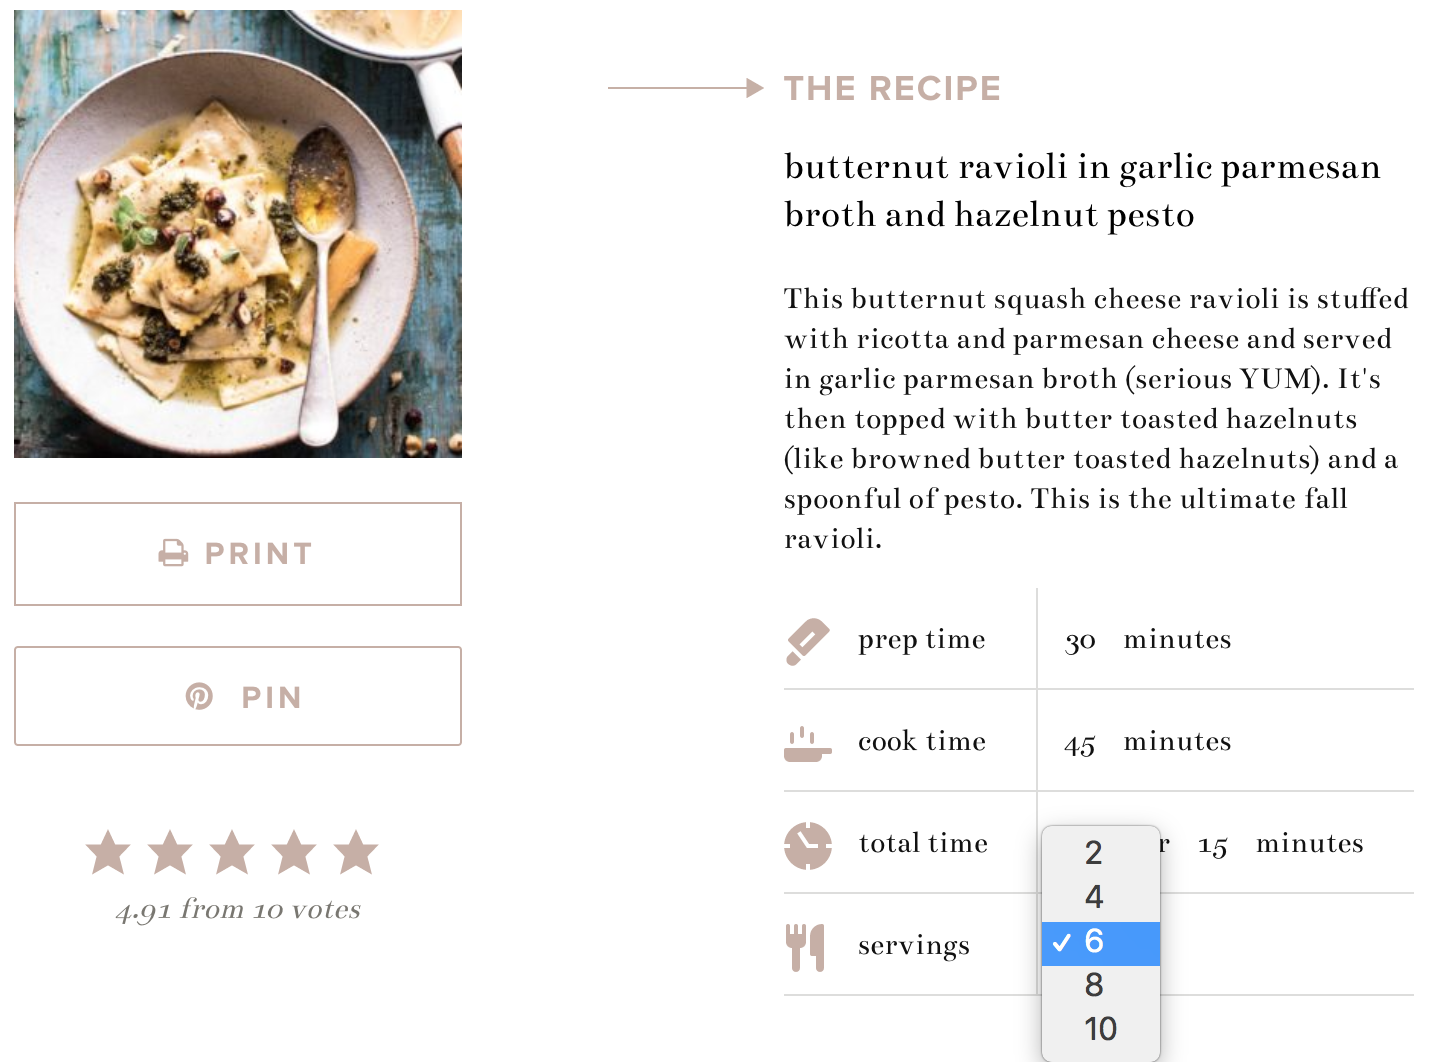 THE RECIPE
butternut ravioli in garlic parmesan
broth and hazelnut pesto
This butternut squash cheese ravioli is stuffed
with ricotta and parmesan cheese and served
in garlic parmesan broth (serious YUM). It's
then topped with butter toasted hazelnuts
(like browned butter toasted hazelnuts) and a
spoonful of pesto. This is the ultimate fall
ravioli.
PRINT
PIN
4.91 from 10 votes
prep time 30 minutes
cook time 45 minutes
total time r 15 minutes
servings
2
4
✓ 6
8
10